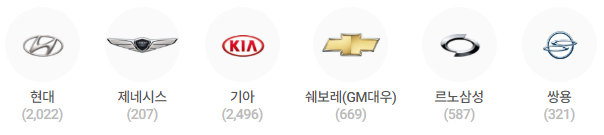 KIA
현대 제네시스 기아 쉐보레(GM대우) 르노삼성 쌍용
(2,022) (207) (2,496) (669) (587) (321)